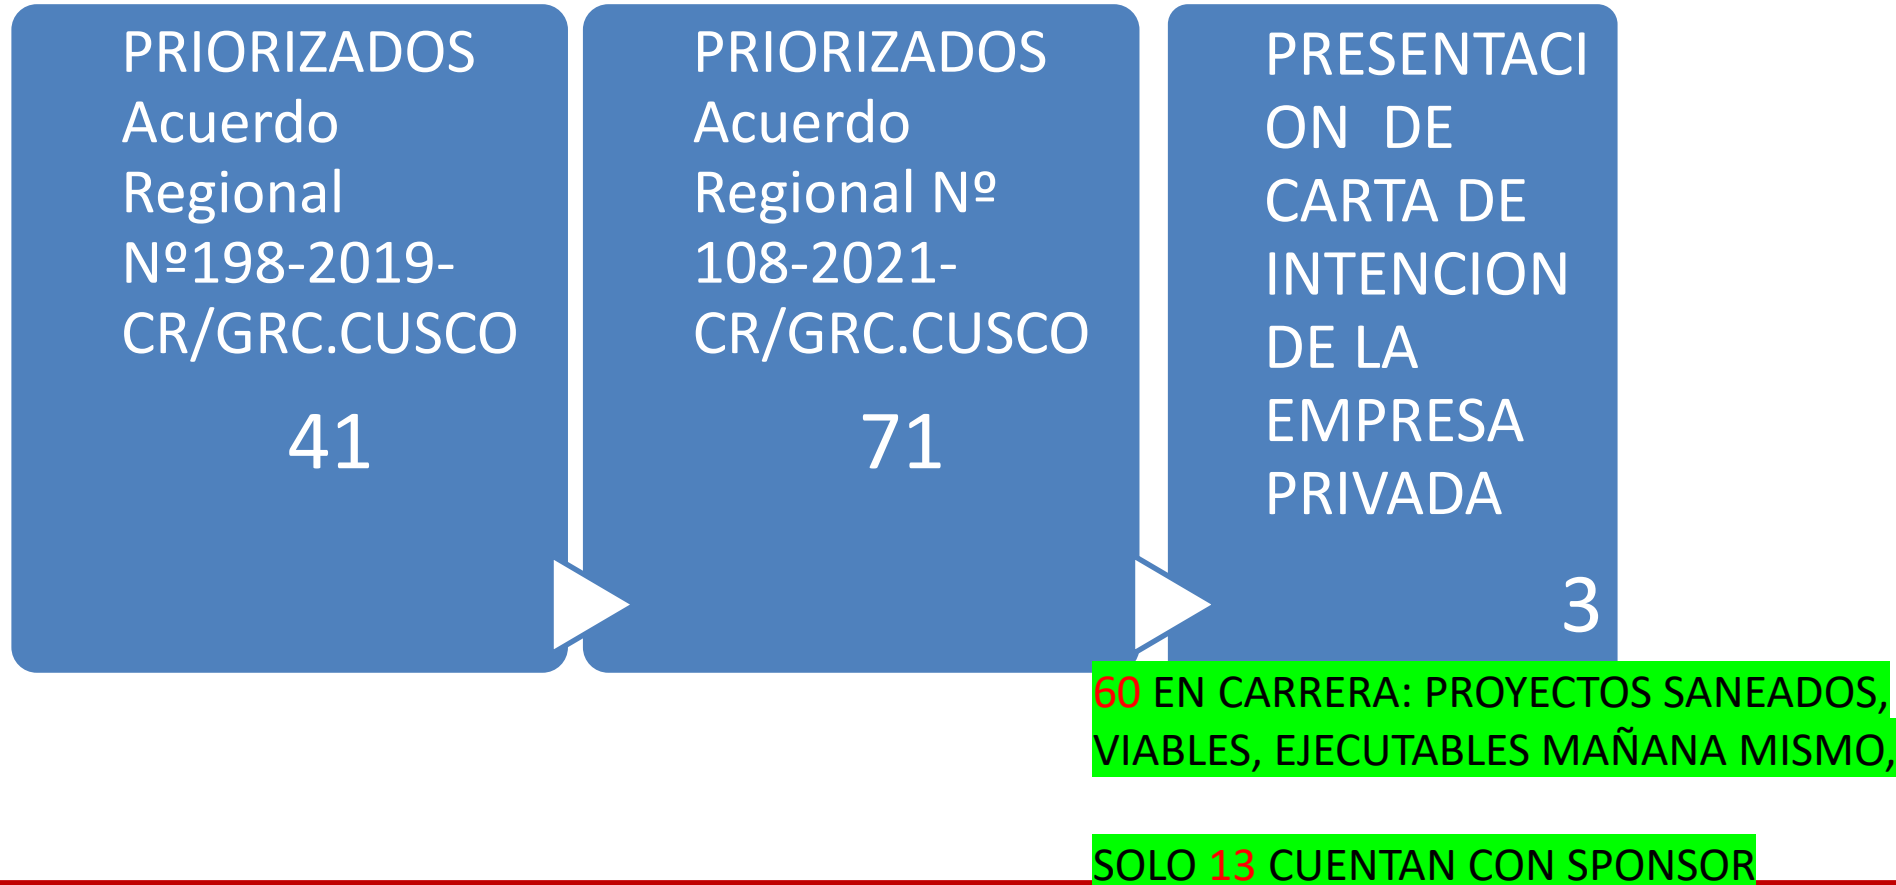 PRIORIZADOS
Acuerdo
Regional
Nº198-2019-
CR/GRC.CUSCO
41
PRIORIZADOS
Acuerdo
Regional Nº
108-2021-
CR/GRC.CUSCO
71
PRESENTACI
ON DE
CARTA DE
INTENCION
DE LA
EMPRESA
PRIVADA
3
60 EN CARRERA: PROYECTOS SANEADOS,
VIABLES, EJECUTABLES MAÑANA MISMO,
SOLO 13 CUENTAN CON SPONSOR